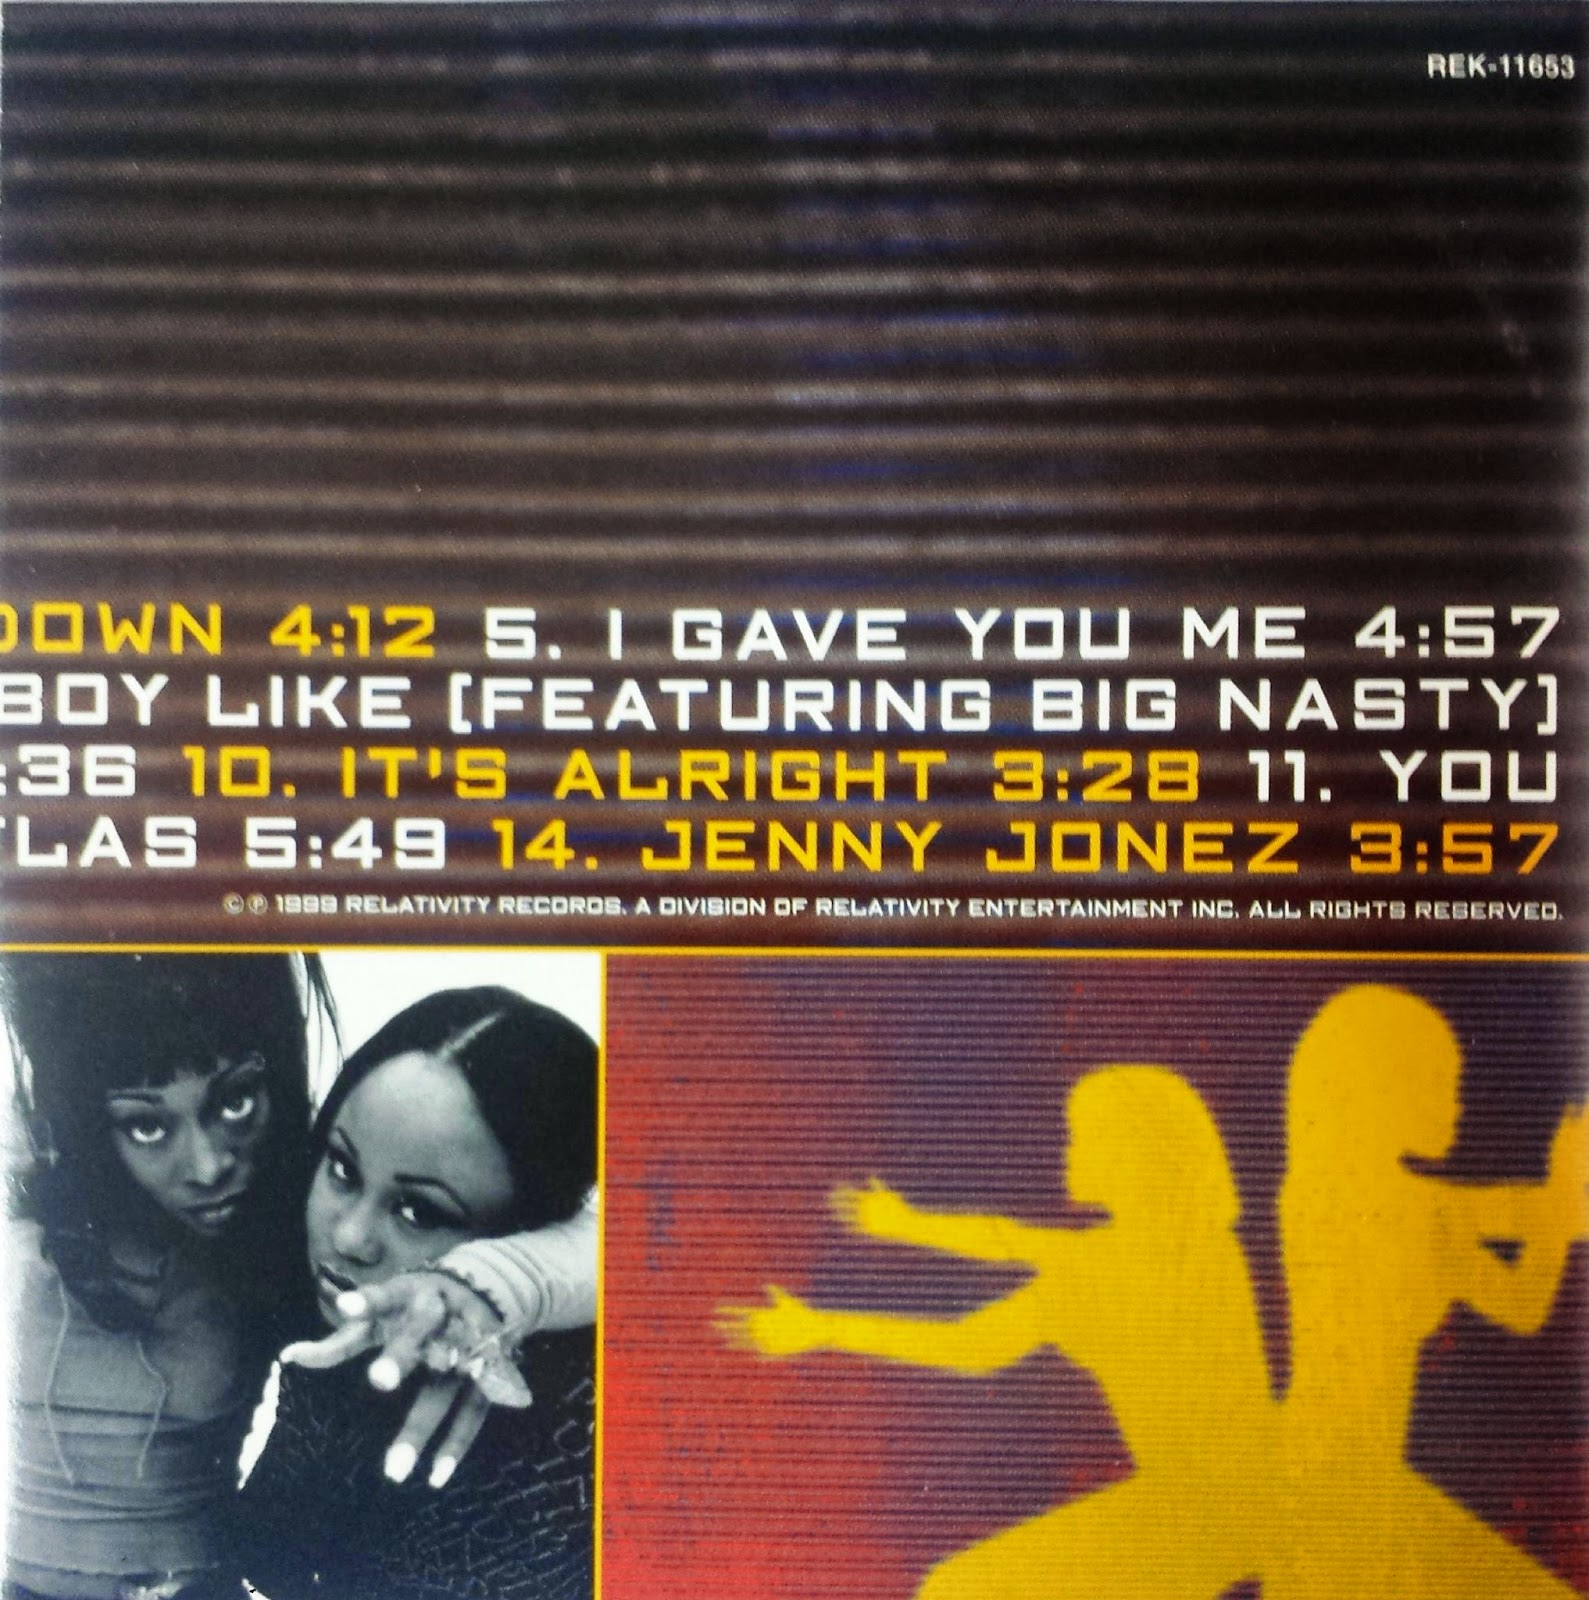 REK-11653
DOWN 4:12 5. I GAVE YOU ME 4:57
BOY LIKE [FEATURING BIG NASTY]
:36 10. IT'S ALRIGHT 3:28 11. YOU
TLAS 5:49 14. JENNY JONEZ 3:57
© ℗ 1999 RELATIVITY RECORDS, A DIVISION OF RELATIVITY ENTERTAINMENT INC. ALL RIGHTS RESERVED.